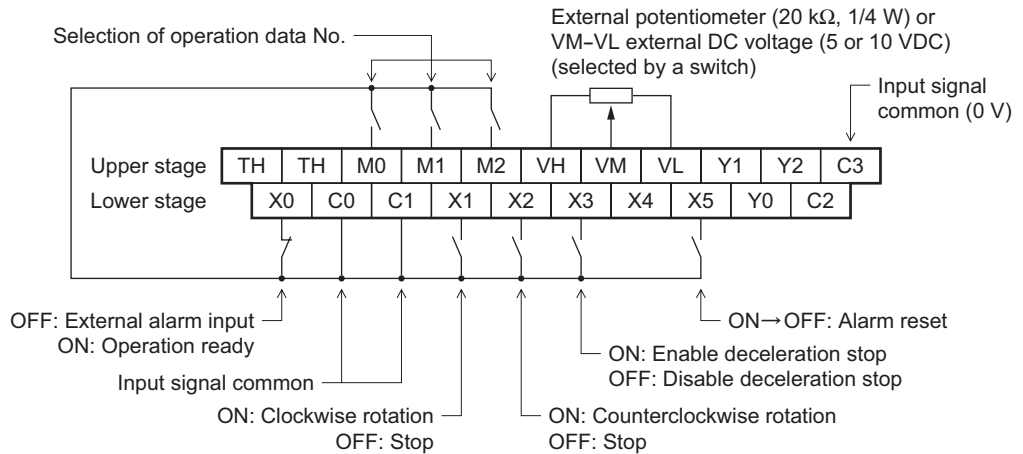 External potentiometer (20 kΩ, 1/4 W) or
VM–VL external DC voltage (5 or 10 VDC)
(selected by a switch)
Selection of operation data No.
Input signal
common (0 V)
Upper stage TH TH M0 M1 M2 VH VM VL Y1 Y2 C3
Lower stage X0 C0 C1 X1 X2 X3 X4 X5 Y0 C2
OFF: External alarm input
ON: Operation ready
ON→OFF: Alarm reset
ON: Enable deceleration stop
OFF: Disable deceleration stop
Input signal common
ON: Clockwise rotation
OFF: Stop
ON: Counterclockwise rotation
OFF: Stop